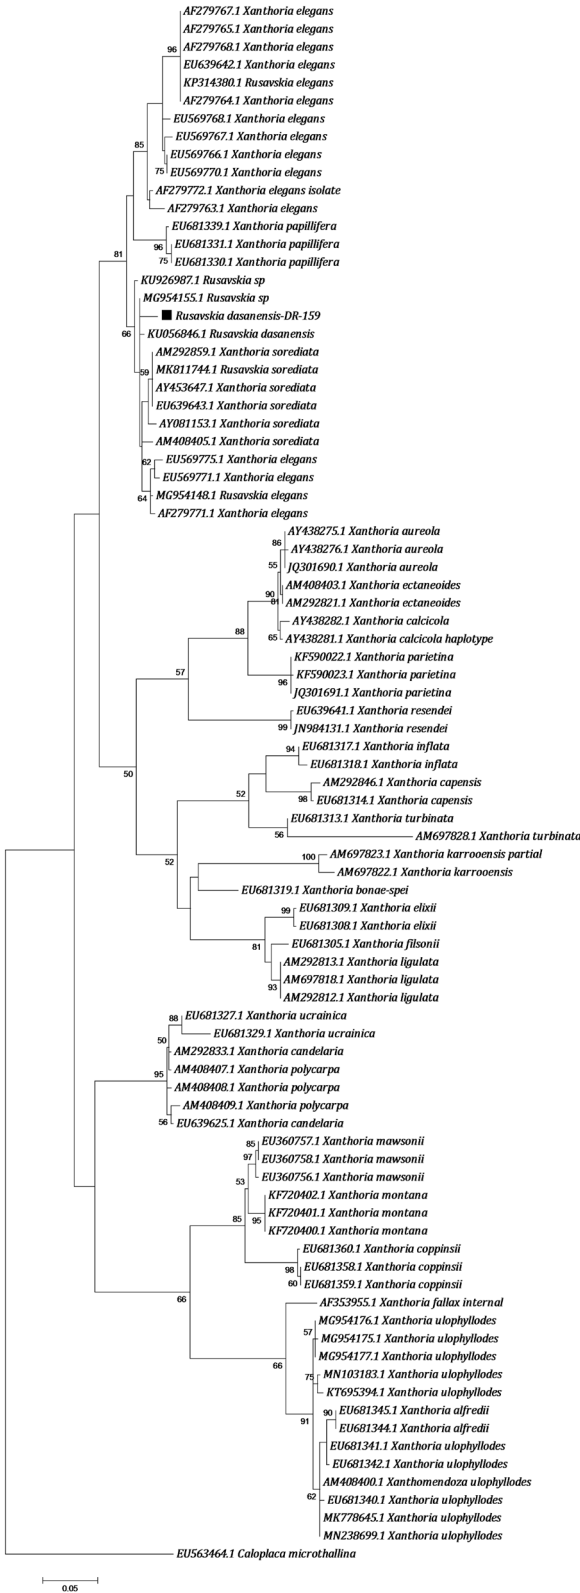 AF279767.1 Xanthoria elegans
AF279765.1 Xanthoria elegans
AF279768.1 Xanthoria elegans
96
EU639642.1 Xanthoria elegans
KP314380.1 Rusavskia elegans
AF279764.1 Xanthoria elegans
EU569768.1 Xanthoria elegans
EU569767.1 Xanthoria elegans
85
EU569766.1 Xanthoria elegans
75
EU569770.1 Xanthoria elegans
AF279772.1 Xanthoria elegans isolate
AF279763.1 Xanthoria elegans
EU681339.1 Xanthoria papillifera
96
EU681331.1 Xanthoria papillifera
81
75
EU681330.1 Xanthoria papillifera
KU926987.1 Rusavskia sp
MG954155.1 Rusavskia sp
Rusavskia dasanensis-DR-159
66
KU056846.1 Rusavskia dasanensis
AM292859.1 Xanthoria sorediata
59
MK811744.1 Rusavskia sorediata
AY453647.1 Xanthoria sorediata
EU639643.1 Xanthoria sorediata
AY081153.1 Xanthoria sorediata
AM408405.1 Xanthoria sorediata
62
EU569775.1 Xanthoria elegans
EU569771.1 Xanthoria elegans
64
MG954148.1 Rusavskia elegans
AF279771.1 Xanthoria elegans
AY438275.1 Xanthoria aureola
86
AY438276.1 Xanthoria aureola
55
JQ301690.1 Xanthoria aureola
AM408403.1 Xanthoria ectaneoides
90
81
AM292821.1 Xanthoria ectaneoides
AY438282.1 Xanthoria calcicola
88
65
AY438281.1 Xanthoria calcicola haplotype
KF590022.1 Xanthoria parietina
57
96
KF590023.1 Xanthoria parietina
JQ301691.1 Xanthoria parietina
EU639641.1 Xanthoria resendei
99
JN984131.1 Xanthoria resendei
94
EU681317.1 Xanthoria inflata
50
EU681318.1 Xanthoria inflata
AM292846.1 Xanthoria capensis
52
98
EU681314.1 Xanthoria capensis
EU681313.1 Xanthoria turbinata
56
AM697828.1 Xanthoria turbinata
52
100
AM697823.1 Xanthoria karrooensis partial
AM697822.1 Xanthoria karrooensis
EU681319.1 Xanthoria bonae-spei
99
EU681309.1 Xanthoria elixii
EU681308.1 Xanthoria elixii
81
EU681305.1 Xanthoria filsonii
AM292813.1 Xanthoria ligulata
93
AM697818.1 Xanthoria ligulata
AM292812.1 Xanthoria ligulata
88
EU681327.1 Xanthoria ucrainica
EU681329.1 Xanthoria ucrainica
50
AM292833.1 Xanthoria candelaria
95
AM408407.1 Xanthoria polycarpa
AM408408.1 Xanthoria polycarpa
AM408409.1 Xanthoria polycarpa
56
EU639625.1 Xanthoria candelaria
85
EU360757.1 Xanthoria mawsonii
97
EU360758.1 Xanthoria mawsonii
53
EU360756.1 Xanthoria mawsonii
KF720402.1 Xanthoria montana
85
95
KF720401.1 Xanthoria montana
KF720400.1 Xanthoria montana
EU681360.1 Xanthoria coppinsii
98
EU681358.1 Xanthoria coppinsii
60
EU681359.1 Xanthoria coppinsii
66
AF353955.1 Xanthoria fallax internal
MG954176.1 Xanthoria ulophyllodes
57
MG954175.1 Xanthoria ulophyllodes
MG954177.1 Xanthoria ulophyllodes
66
75
MN103183.1 Xanthoria ulophyllodes
KT695394.1 Xanthoria ulophyllodes
90
EU681345.1 Xanthoria alfredii
91
EU681344.1 Xanthoria alfredii
EU681341.1 Xanthoria ulophyllodes
EU681342.1 Xanthoria ulophyllodes
AM408400.1 Xanthomendoza ulophyllodes
62
EU681340.1 Xanthoria ulophyllodes
MK778645.1 Xanthoria ulophyllodes
MN238699.1 Xanthoria ulophyllodes
EU563464.1 Caloplaca microthallina
0.05